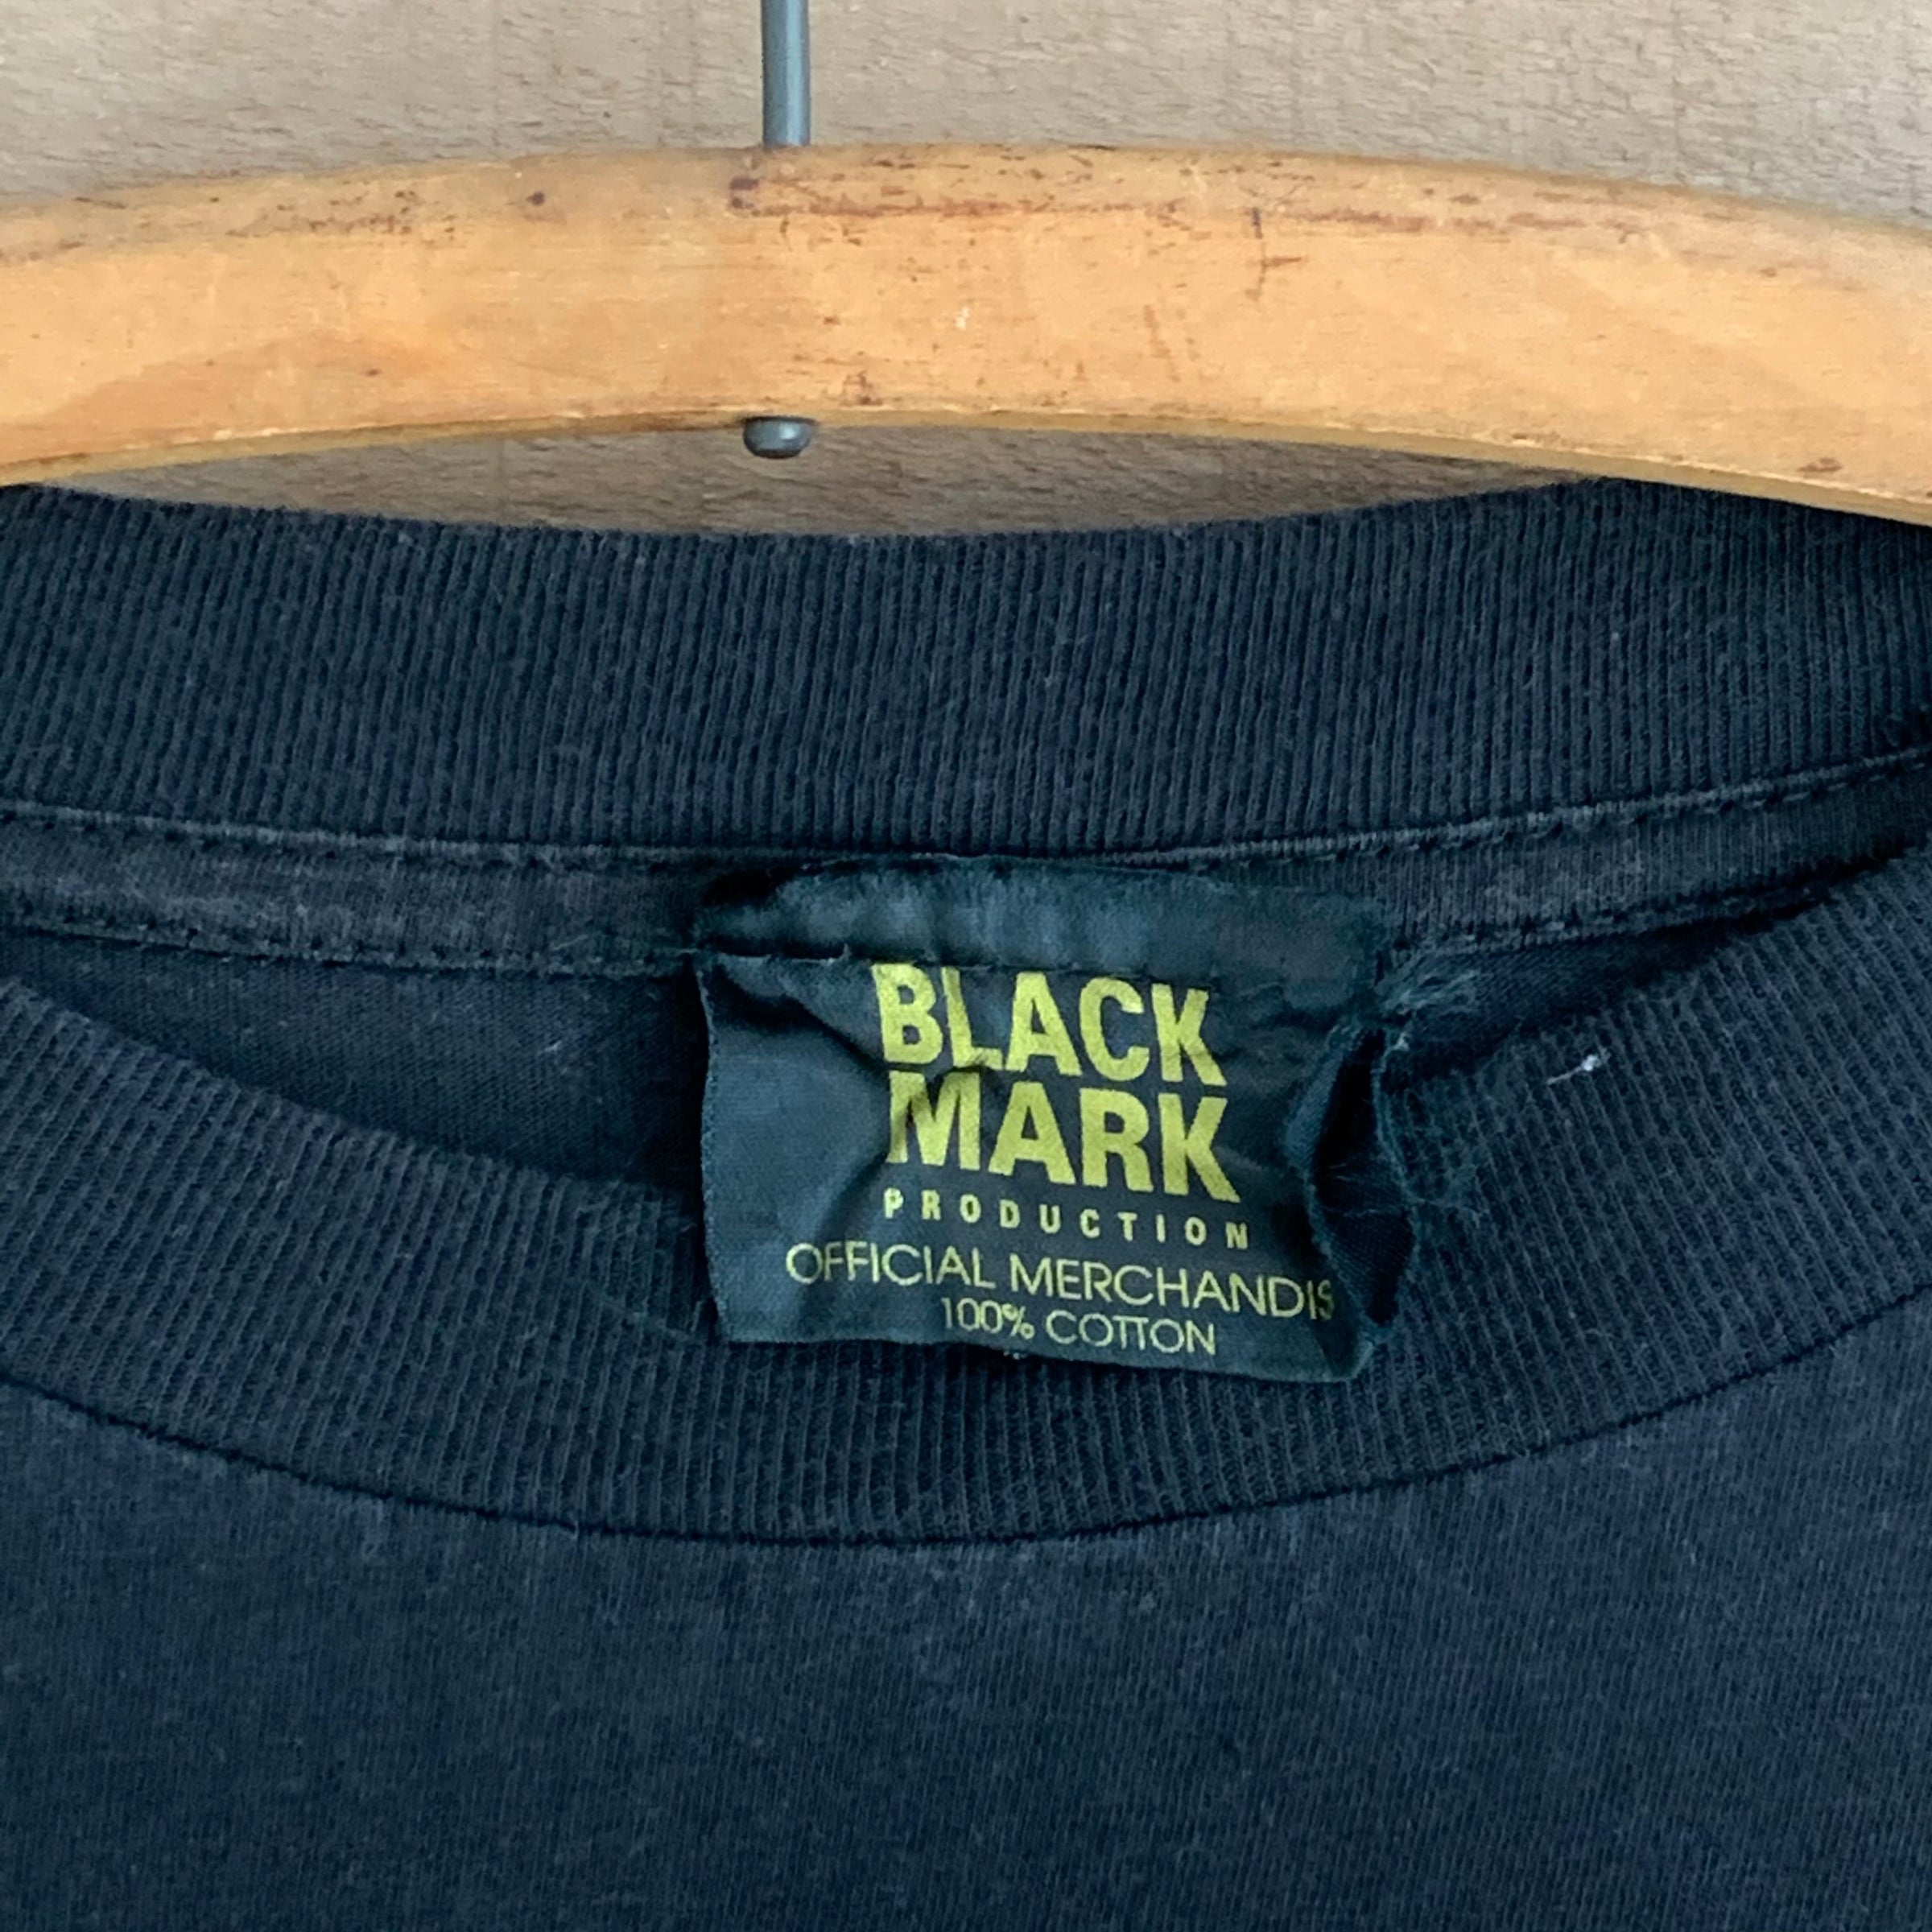 BLACK
MARK
PRODUCTION
OFFICIAL MERCHANDIS
100% COTTON